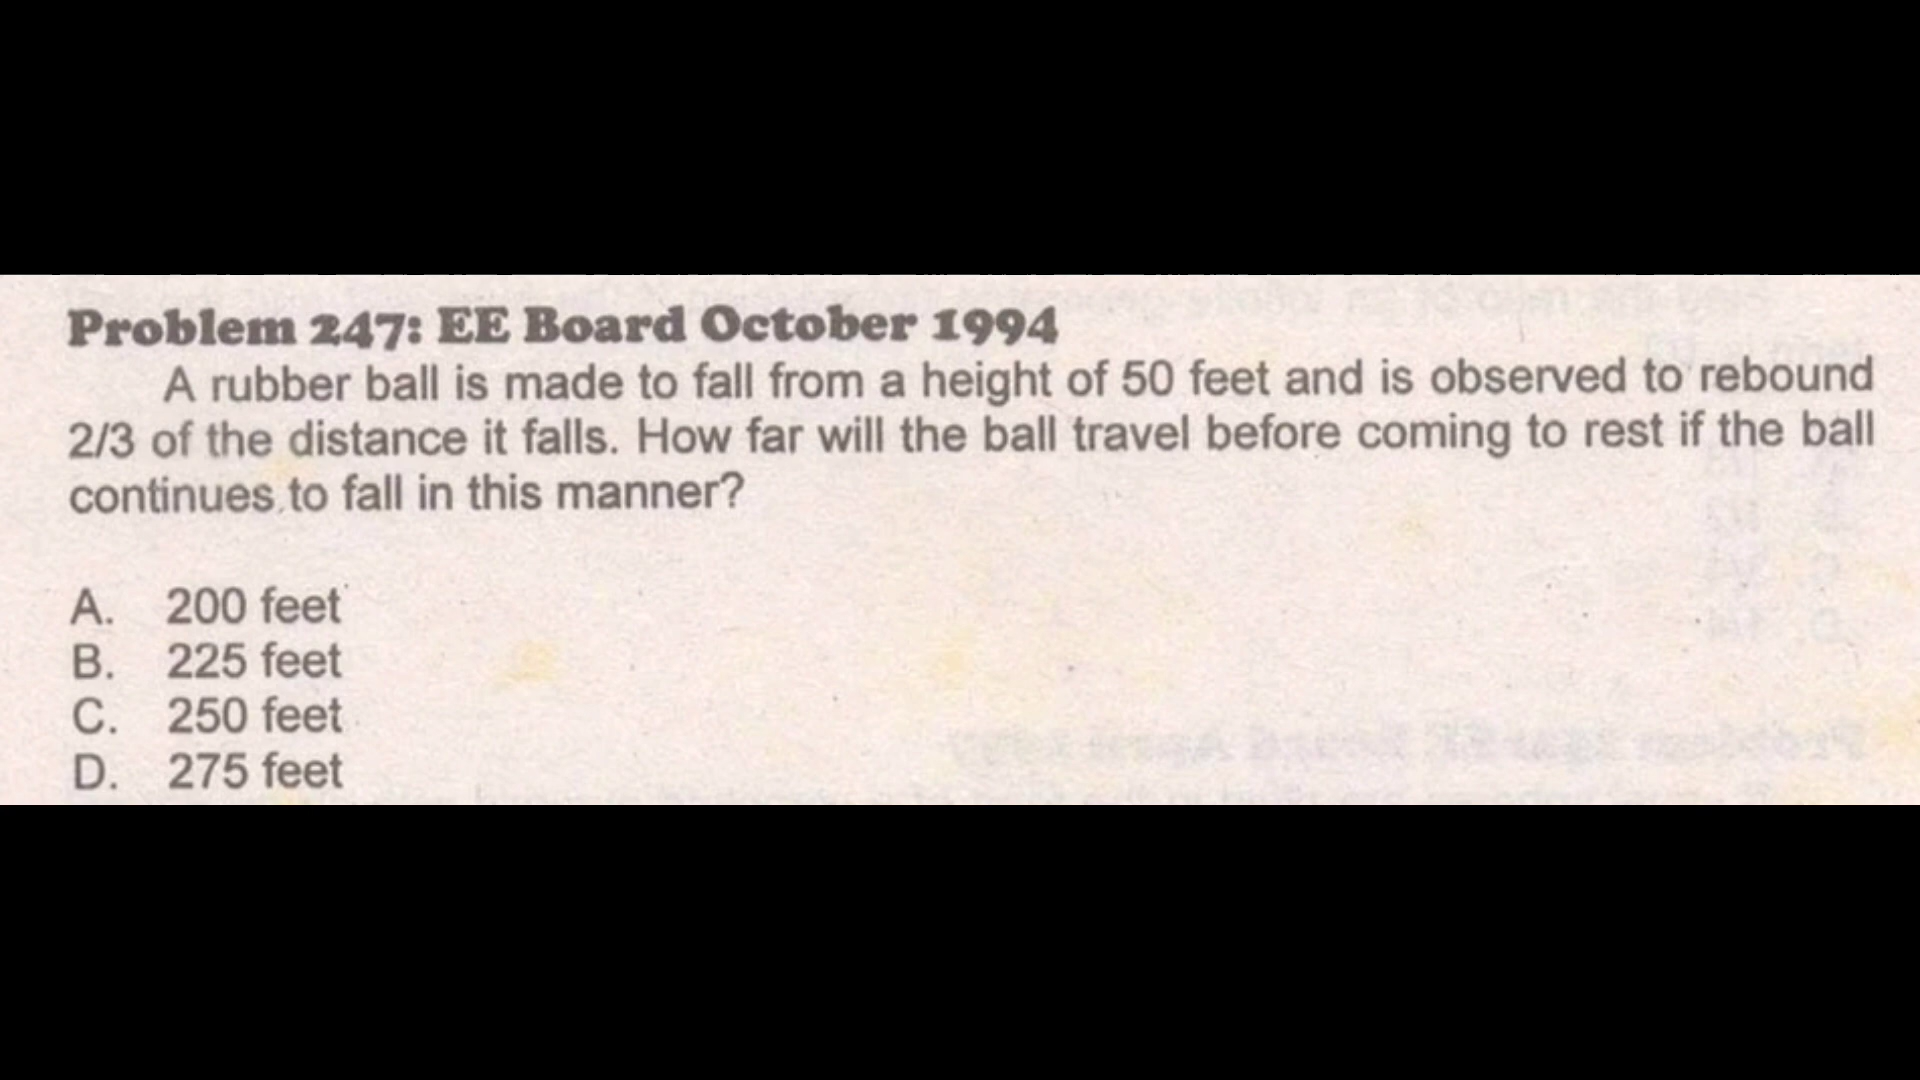 Problem 247: EE Board October 1994
A rubber ball is made to fall from a height of 50 feet and is observed to rebound
2/3 of the distance it falls. How far will the ball travel before coming to rest if the ball
continues to fall in this manner?
A. 200 feet
B. 225 feet
C. 250 feet
D. 275 feet